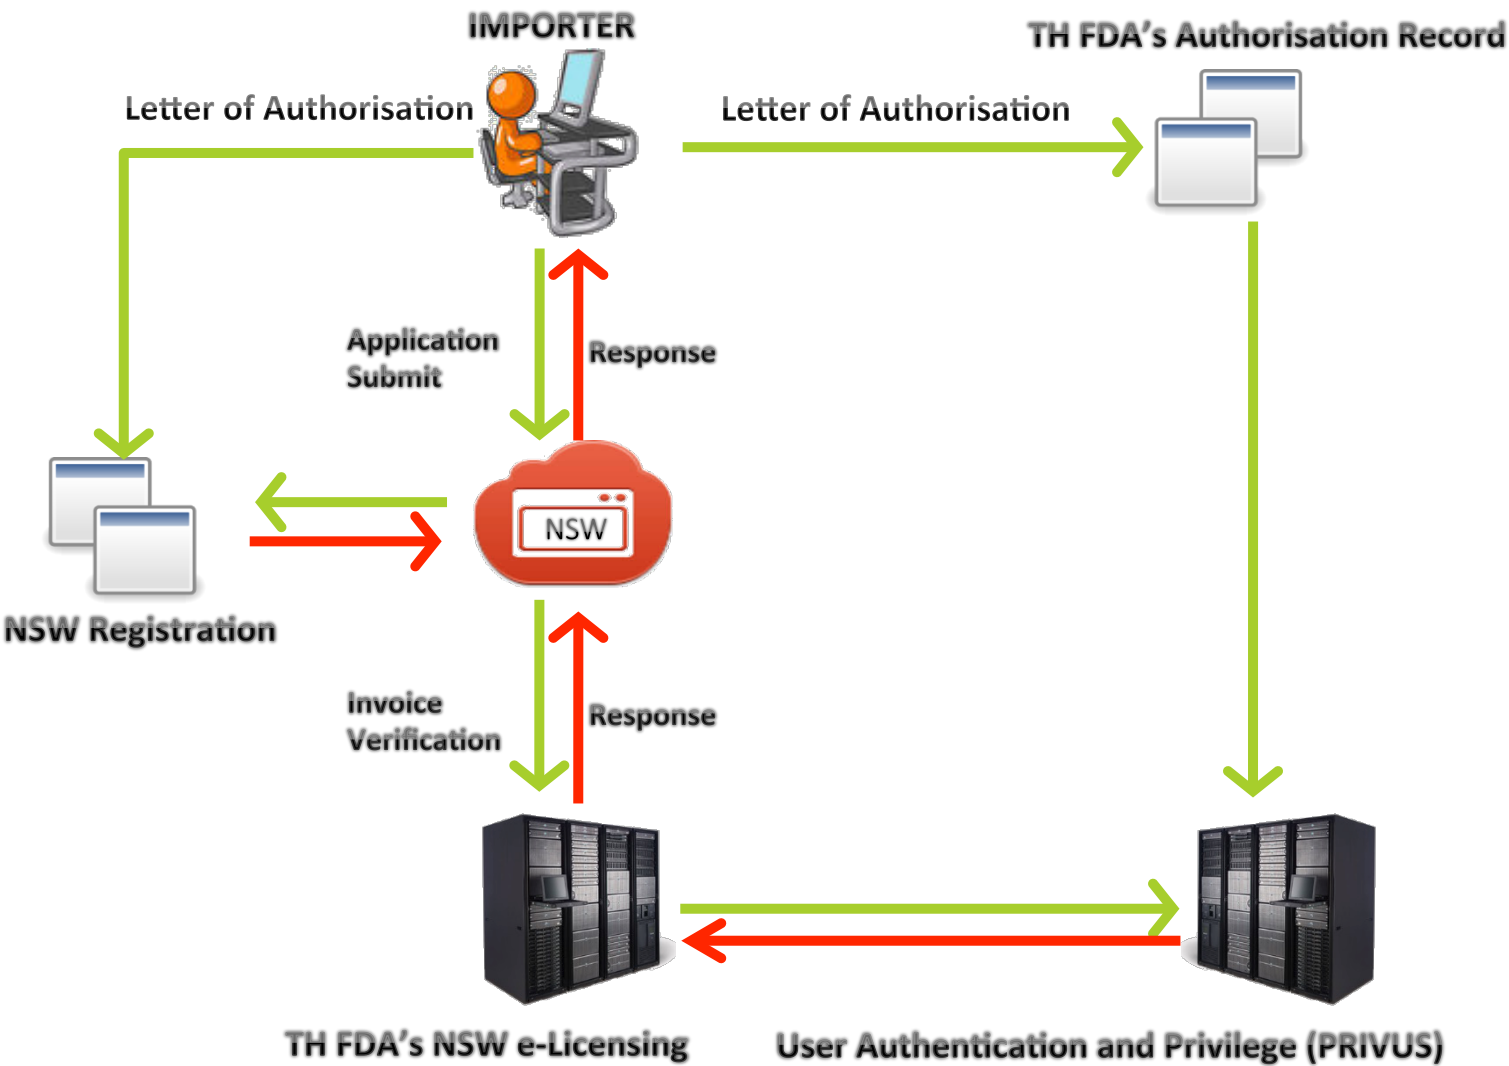 IMPORTER
TH FDA's Authorisation Record
Letter of Authorisation
Letter of Authorisation
Application
Submit
Response
NSW
NSW Registration
Invoice
Verification
Response
TH FDA's NSW e-Licensing
User Authentication and Privilege (PRIVUS)